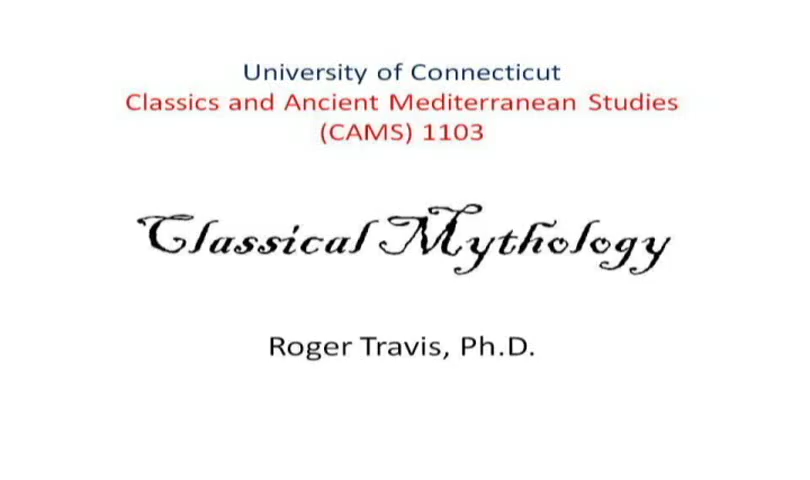 University of Connecticut
Classics and Ancient Mediterranean Studies
(CAMS) 1103
Classical Mythology
Roger Travis, Ph.D.